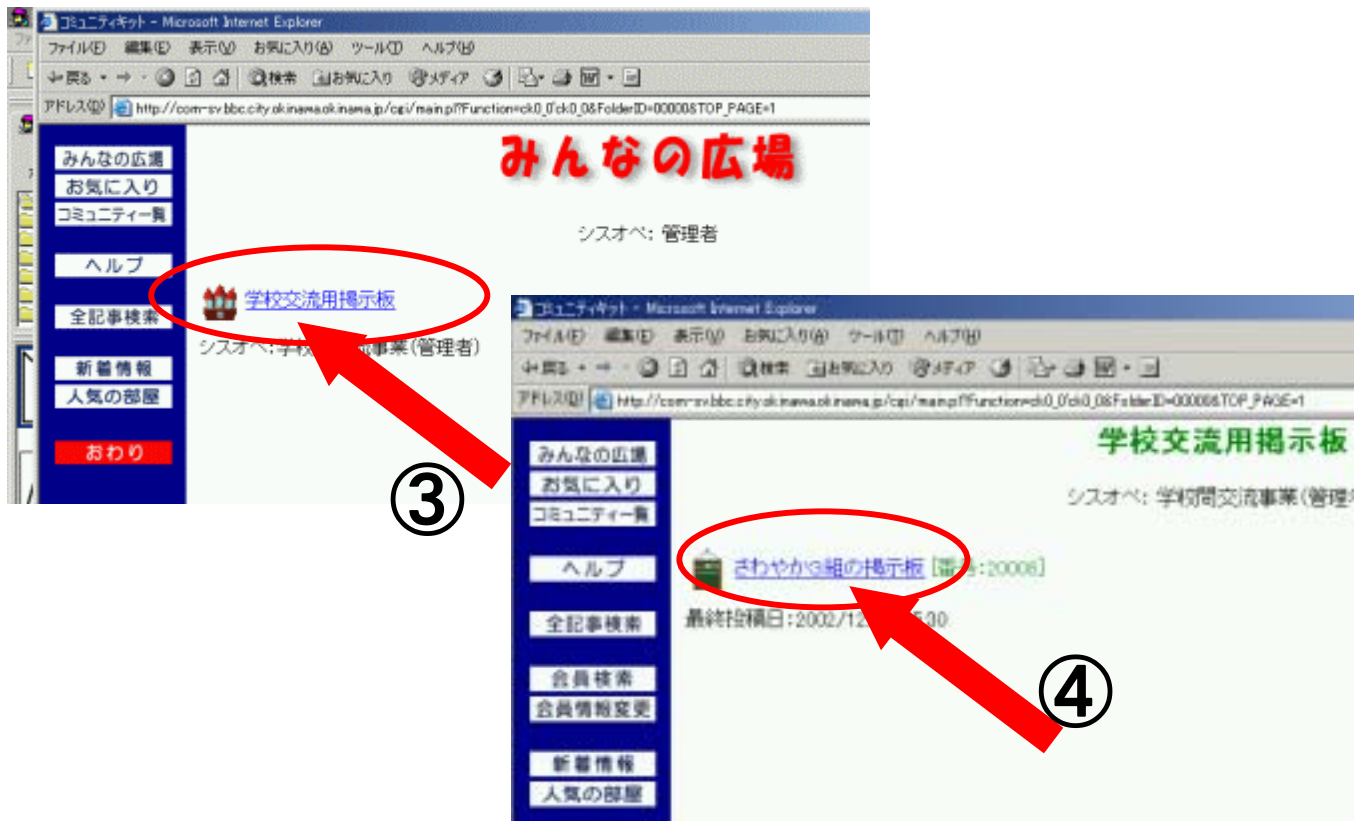 コミュニティキット - Microsoft Internet Explorer
ファイル(F) 編集(E) 表示(V) お気に入り(A) ツール(T) ヘルプ(H)
戻る 検索 お気に入り メディア
アドレス(D) http://com-sv.bbc.city.okinawa.okinawa.jp/cgi/main.pl?Function=ck0_0'ck0_0&FolderID=00000&TOP_PAGE=1
みんなの広場
みんなの広場
お気に入り
コミュニティ一覧
シスオペ: 管理者
ヘルプ
学校交流用掲示板
全記事検索
シスオペ:学校 流事業(管理者)
新着情報
人気の部屋
おわり
③
コミュニティキット - Microsoft Internet Explorer
ファイル(F) 編集(E) 表示(V) お気に入り(A) ツール(T) ヘルプ(H)
戻る 検索 お気に入り メディア
アドレス(D) http://com-sv.bbc.city.okinawa.okinawa.jp/cgi/main.pl?Function=ck0_0'ck0_0&FolderID=00000&TOP_PAGE=1
学校交流用掲示板
みんなの広場
お気に入り
コミュニティ一覧
シスオペ: 学校間交流事業(管理
ヘルプ
さわやか3組の掲示板 [番号:20008]
全記事検索
最終投稿日:2002/12 5:30
会員検索
会員情報変更
④
新着情報
人気の部屋